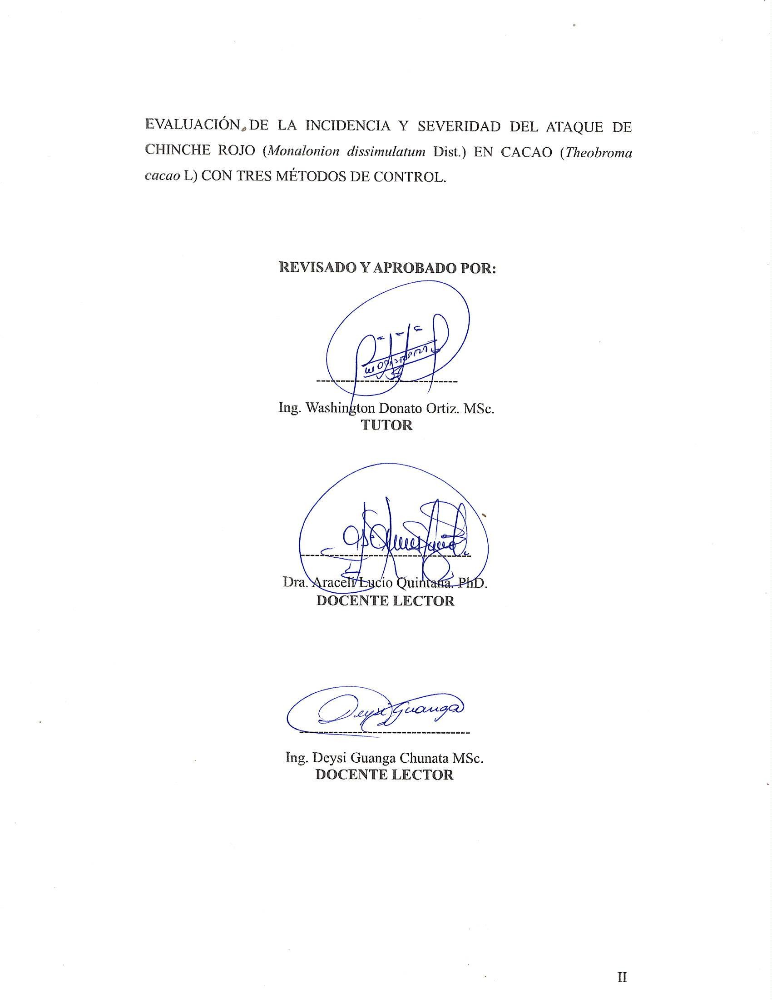 EVALUACIÓN DE LA INCIDENCIA Y SEVERIDAD DEL ATAQUE DE
CHINCHE ROJO (Monalonion dissimulatum Dist.) EN CACAO (Theobroma
cacao L) CON TRES MÉTODOS DE CONTROL.
REVISADO Y APROBADO POR:
Ing. Washington Donato Ortiz. MSc.
TUTOR
Dra. Araceli Lucio Quintana. PhD.
DOCENTE LECTOR
Deysi Guanga
Ing. Deysi Guanga Chunata MSc.
DOCENTE LECTOR
II